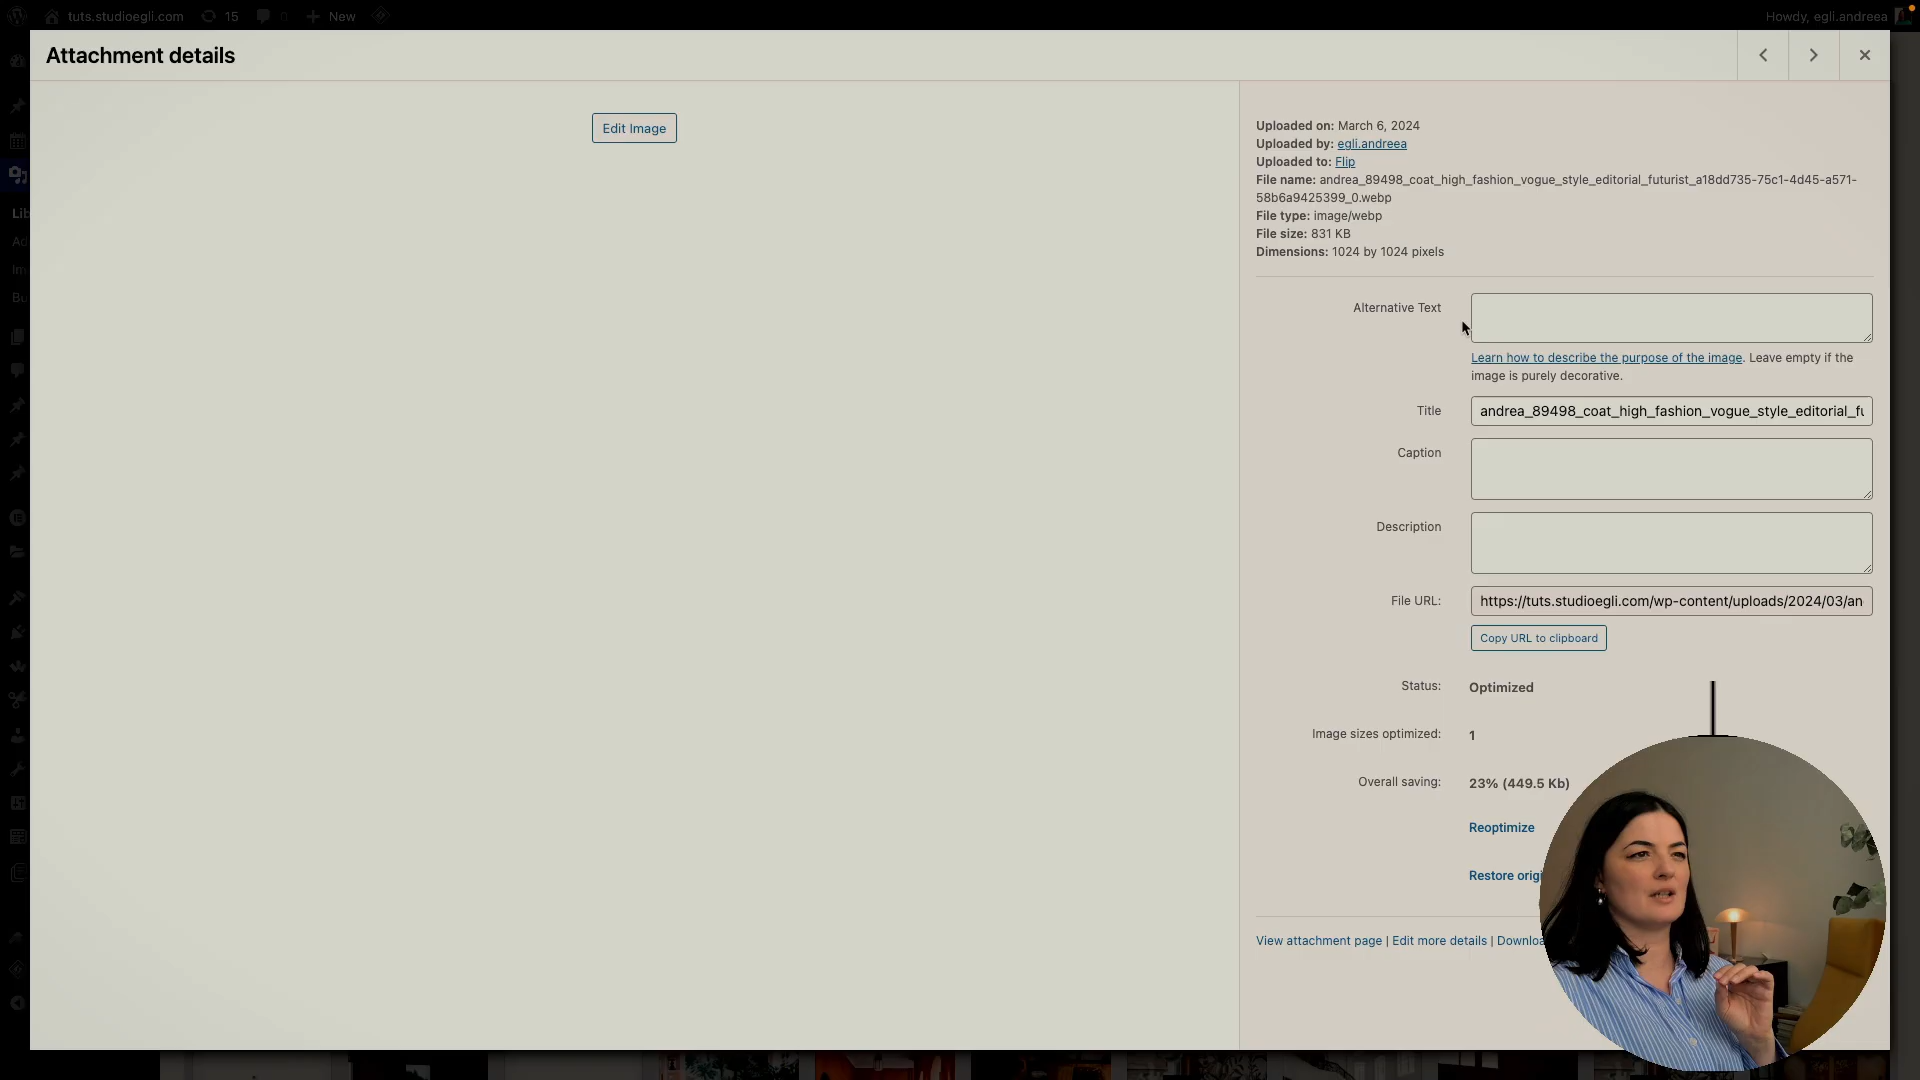 tuts.studioegli.com 15 0 New
Howdy, egli.andreea
Attachment details
Edit Image
Uploaded on: March 6, 2024
Uploaded by: egli.andreea
Uploaded to: Flip
File name: andrea_89498_coat_high_fashion_vogue_style_editorial_futurist_a18dd735-75c1-4d45-a571-
58b6a9425399_0.webp
File type: image/webp
File size: 831 KB
Dimensions: 1024 by 1024 pixels
Lib
Ad
Im
Bu
Alternative Text
Learn how to describe the purpose of the image. Leave empty if the
image is purely decorative.
Title andrea_89498_coat_high_fashion_vogue_style_editorial_fu
Caption
Description
File URL: https://tuts.studioegli.com/wp-content/uploads/2024/03/an
Copy URL to clipboard
Status: Optimized
Image sizes optimized: 1
Overall saving: 23% (449.5 Kb)
Reoptimize
Restore origi
View attachment page | Edit more details | Downloa